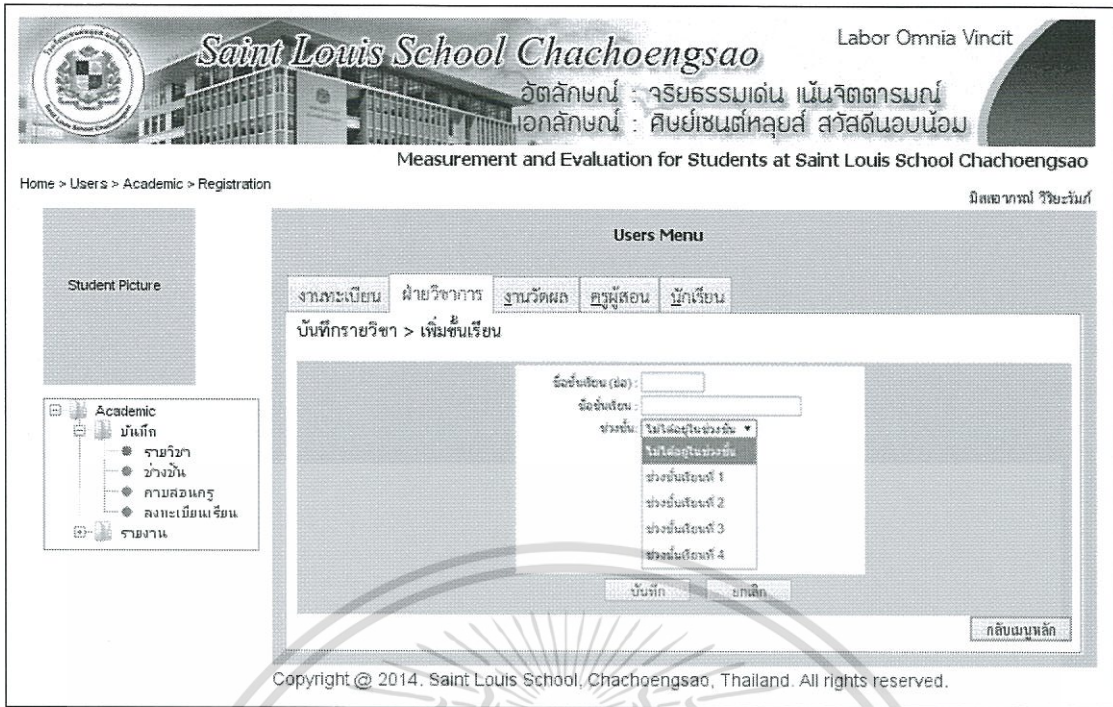 Saint Louis School Chachoengsao
Labor Omnia Vincit
อัตลักษณ์ : จริยธรรมเด่น เน้นจิตตารมณ์
เอกลักษณ์ : ศิษย์เซนต์หลุยส์ สวัสดีนอบน้อม
Measurement and Evaluation for Students at Saint Louis School Chachoengsao
Home > Users > Academic > Registration
Users Menu
Student Picture
งานทะเบียน ฝ่ายวิชาการ งานวัดผล ครูผู้สอน นักเรียน
บันทึกรายวิชา > เพิ่มชั้นเรียน
ชื่อชั้นเรียน (ย่อ) :
ชื่อชั้นเรียน :
ช่วงชั้น: ไม่ได้อยู่ในช่วงชั้น
ไม่ได้อยู่ในช่วงชั้น
ช่วงชั้นเรียนที่ 1
ช่วงชั้นเรียนที่ 2
ช่วงชั้นเรียนที่ 3
ช่วงชั้นเรียนที่ 4
บันทึก ยกเลิก
กลับเมนูหลัก
Academic
บันทึก
รายวิชา
ช่วงชั้น
คาบสอนครู
ลงทะเบียนเรียน
รายงาน
Copyright @ 2014. Saint Louis School, Chachoengsao, Thailand. All rights reserved.